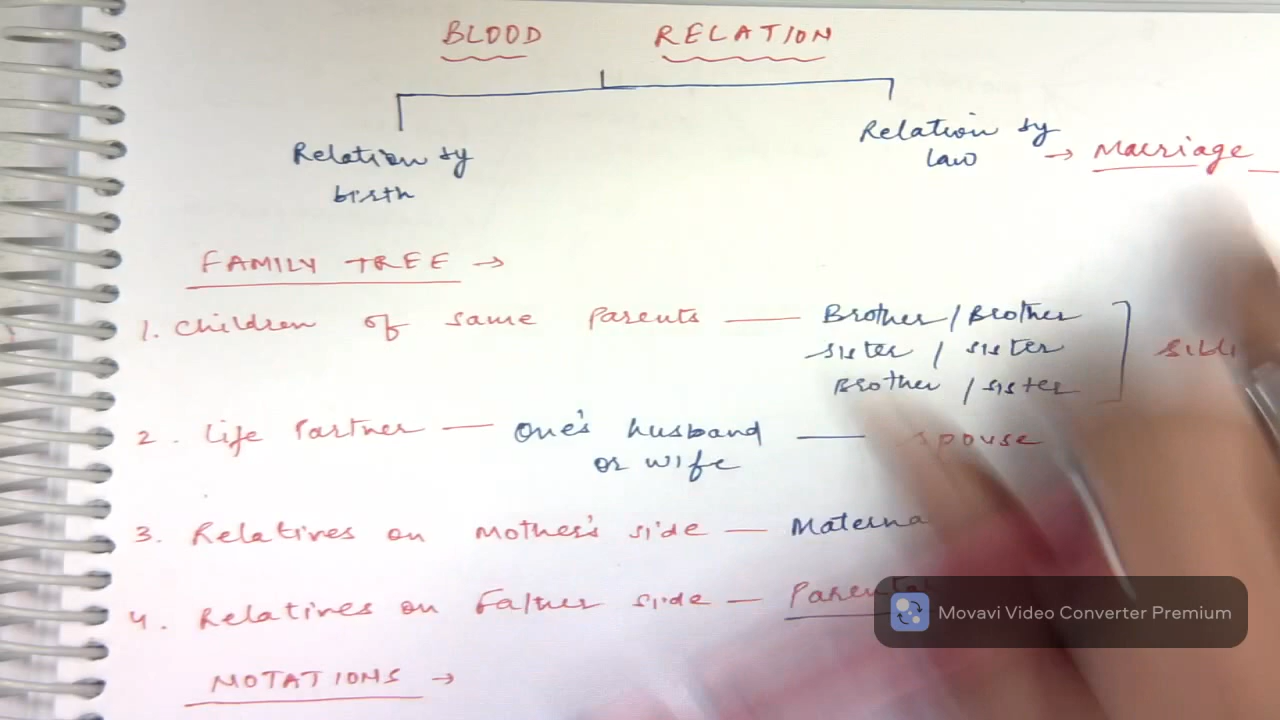 BLOOD RELATION
Relation by birth
Relation by law → Marriage
FAMILY TREE →
1. Children of same parents — Brother / Brother
sister / sister
Brother / sister
2. Life Partner — One's husband — spouse
or wife
3. Relatives on Mother's side —
4. Relatives on Father side —
Movavi Video Converter Premium
NOTATIONS →